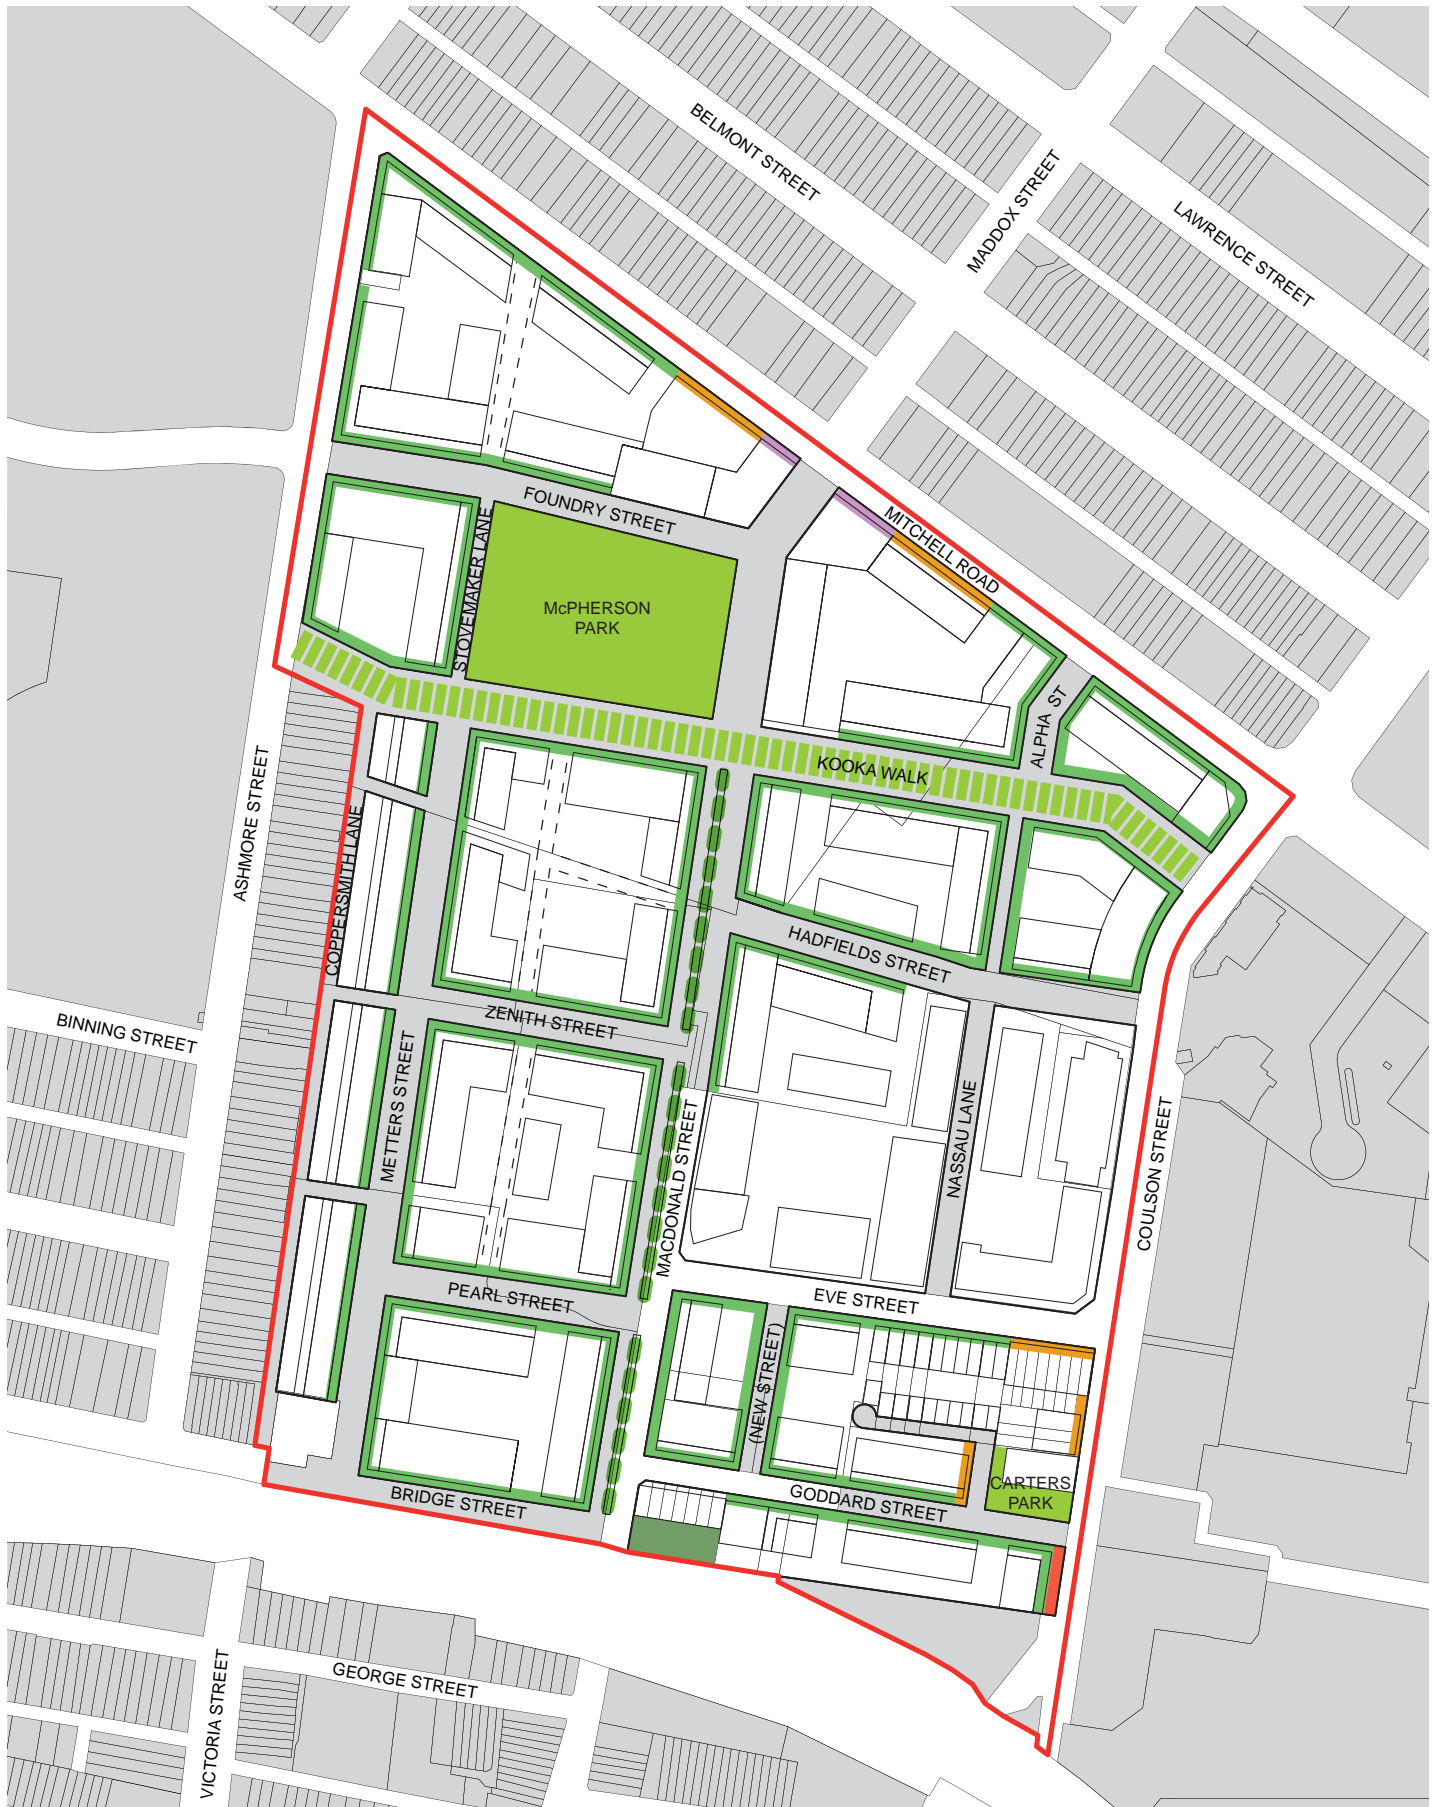 BELMONT STREET
MADDOX STREET
LAWRENCE STREET
FOUNDRY STREET
MITCHELL ROAD
STOVEMAKER LANE
McPHERSON
PARK
ALPHA ST
KOOKA WALK
ASHMORE STREET
COPPERSMITH LANE
HADFIELDS STREET
ZENITH STREET
BINNING STREET
METTERS STREET
MACDONALD STREET
NASSAU LANE
COULSON STREET
PEARL STREET
EVE STREET
(NEW STREET)
CARTERS
PARK
GODDARD STREET
BRIDGE STREET
GEORGE STREET
VICTORIA STREET